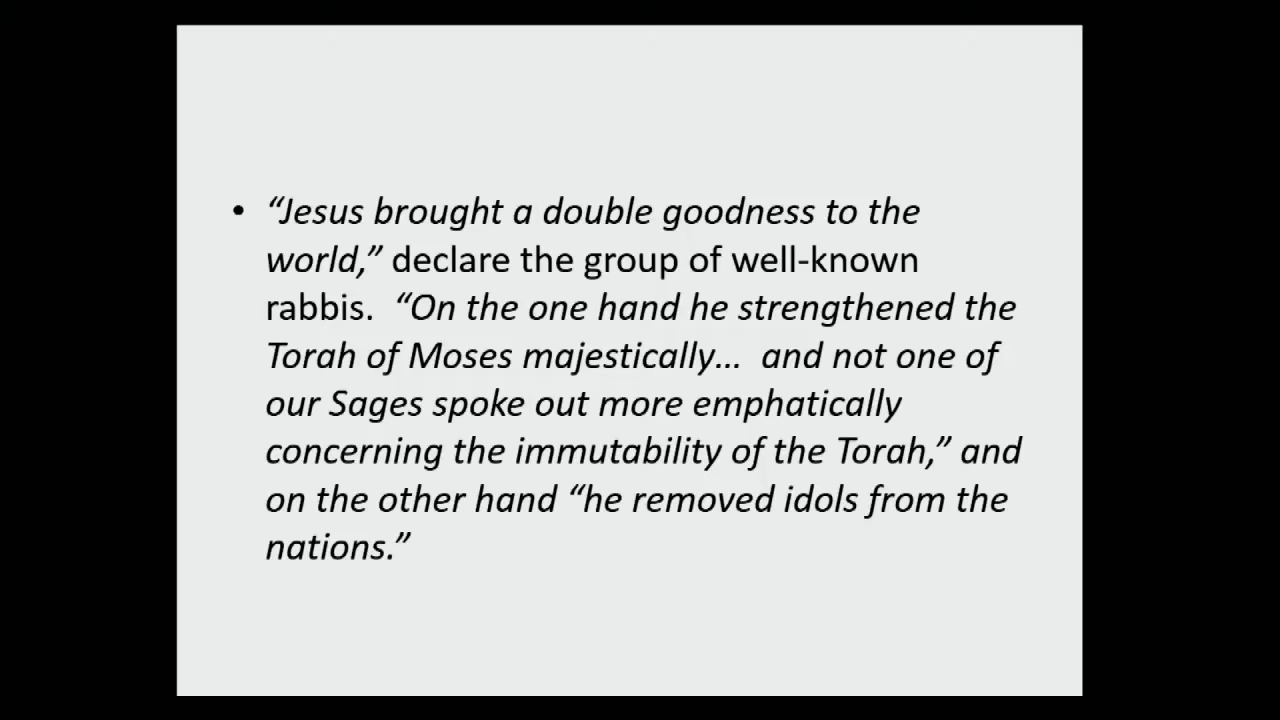 • “Jesus brought a double goodness to the
world,” declare the group of well-known
rabbis.  “On the one hand he strengthened the
Torah of Moses majestically…  and not one of
our Sages spoke out more emphatically
concerning the immutability of the Torah,” and
on the other hand “he removed idols from the
nations.”